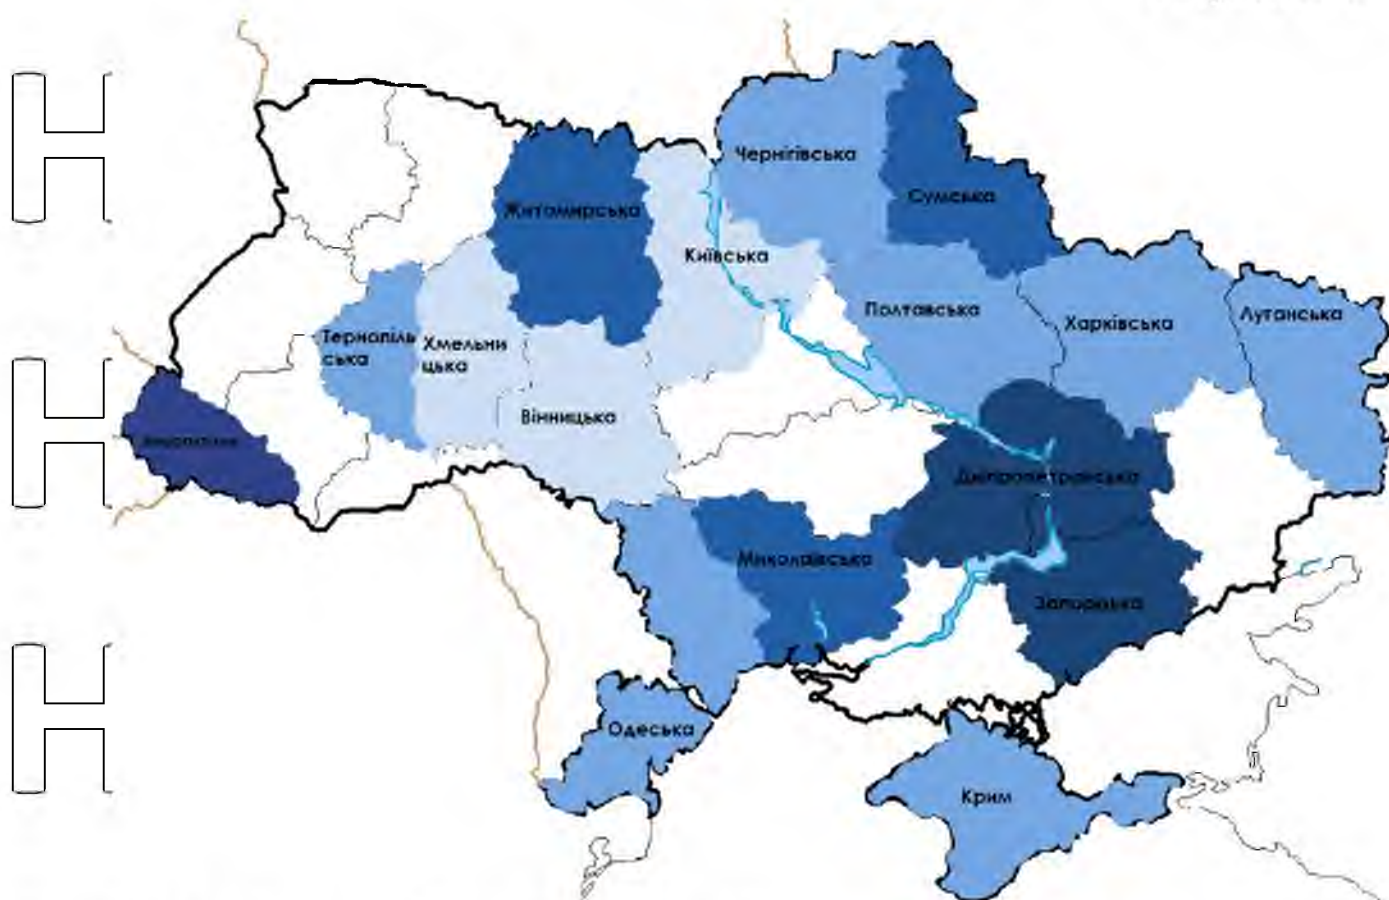 Чернігівська
Сумська
Житомирська
Київська
Полтавська
Харківська
Луганська
Тернопіль
ська
Хмельни
цька
Вінницька
Дніпропетровська
Миколаївська
Запорізька
Одеська
Крим